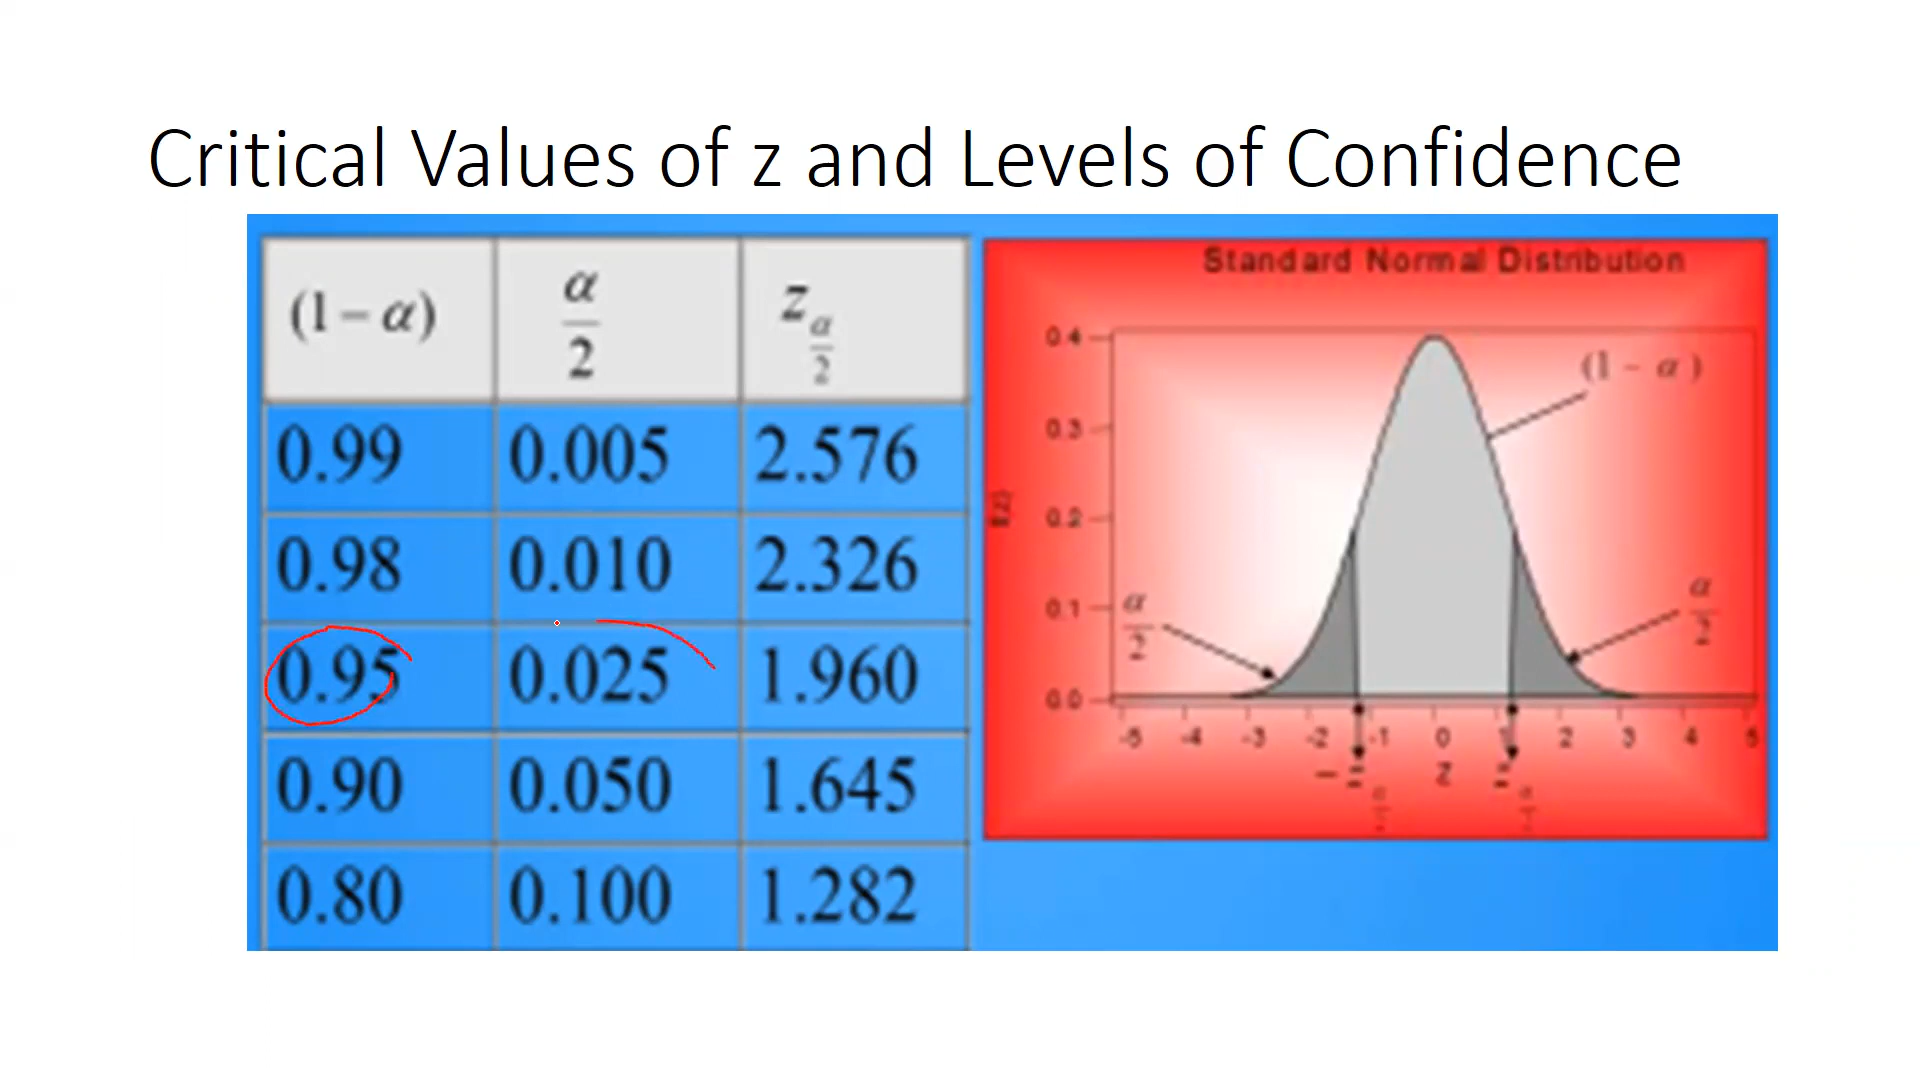 Critical Values of z and Levels of Confidence
(1 – α) α/2 z α/2
0.99 0.005 2.576
0.98 0.010 2.326
0.95 0.025 1.960
0.90 0.050 1.645
0.80 0.100 1.282
Standard Normal Distribution
0.4
(1 – α)
0.3
f(z)
0.2
0.1
α/2
α/2
0.0
-5 -4 -3 -2 -1 0 1 2 3 4 5
– z α/2 z z α/2